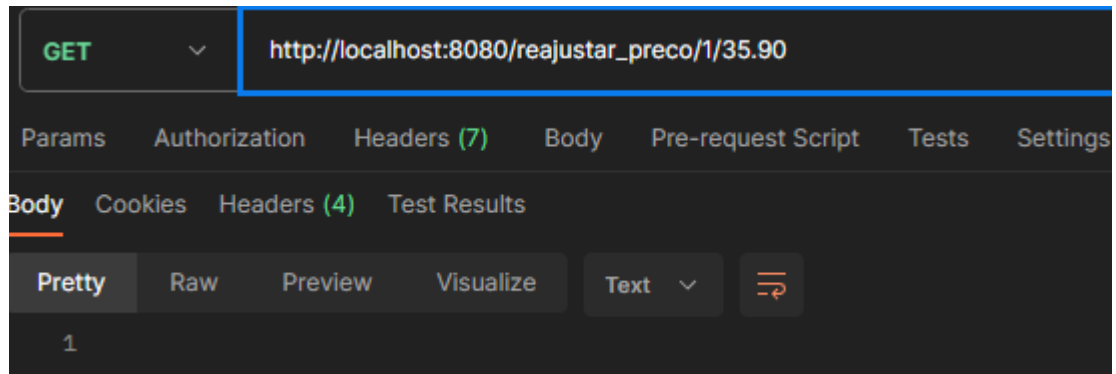 GET http://localhost:8080/reajustar_preco/1/35.90
Params Authorization Headers (7) Body Pre-request Script Tests Settings
Body Cookies Headers (4) Test Results
Pretty Raw Preview Visualize Text
1